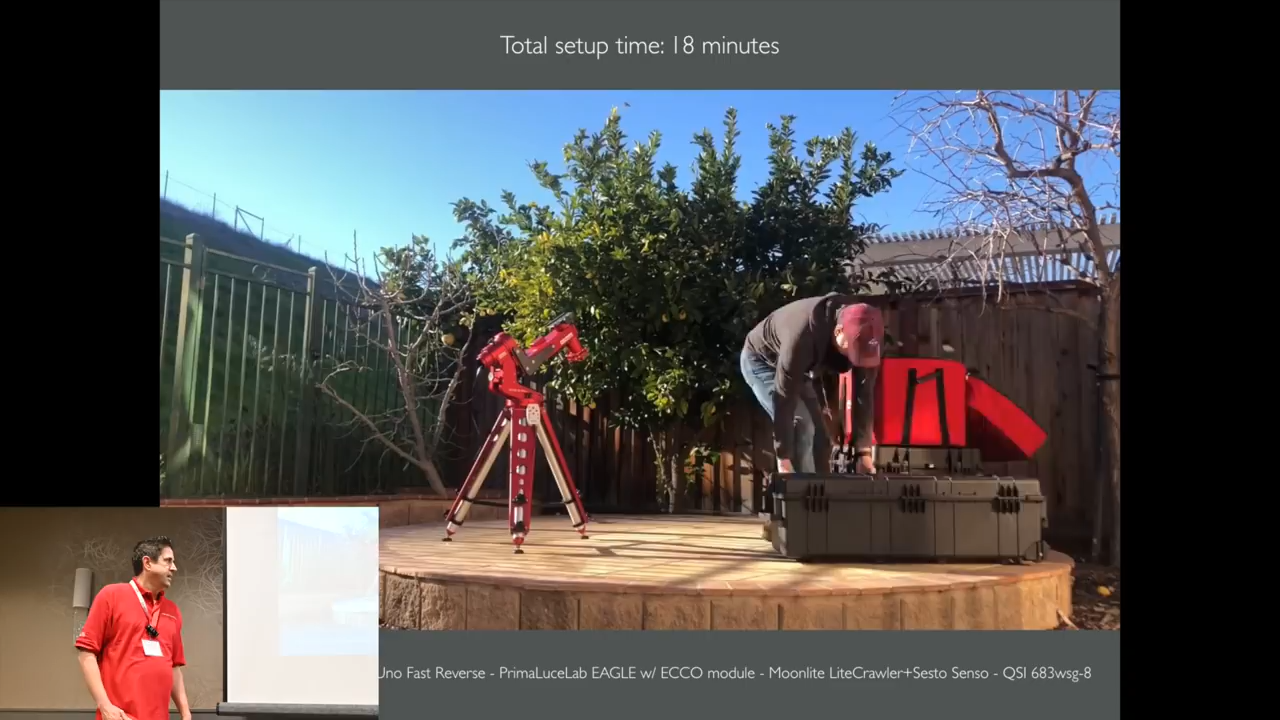 Total setup time: 18 minutes
Uno Fast Reverse - PrimaLuceLab EAGLE w/ ECCO module - Moonlite LiteCrawler+Sesto Senso - QSI 683wsg-8